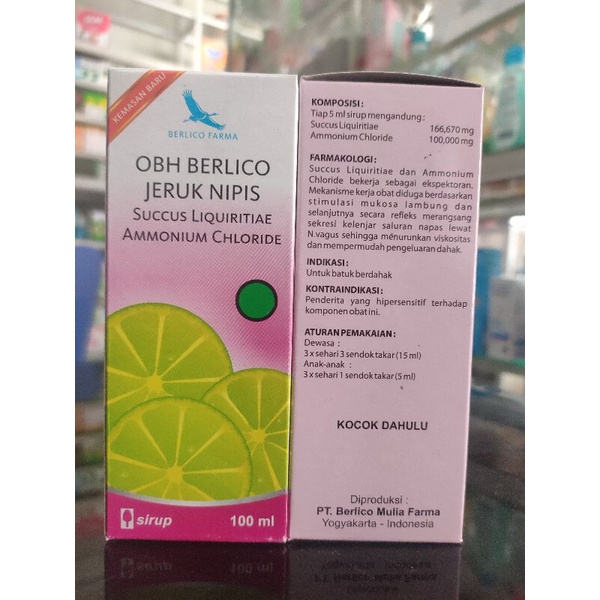 KEMASAN BARU
BERLICO FARMA
OBH BERLICO
JERUK NIPIS
SUCCUS LIQUIRITIAE
AMMONIUM CHLORIDE
sirup
100 ml
KOMPOSISI :
Tiap 5 ml sirup mengandung :
Succus Liquiritiae 166,670 mg
Ammonium Chloride 100,000 mg
FARMAKOLOGI :
Succus Liquiritiae dan Ammonium
Chloride bekerja sebagai ekspektoran.
Mekanisme kerja obat diduga berdasarkan
stimulasi mukosa lambung dan
selanjutnya secara refleks merangsang
sekresi kelenjar saluran napas lewat
N.vagus sehingga menurunkan viskositas
dan mempermudah pengeluaran dahak.
INDIKASI :
Untuk batuk berdahak
KONTRAINDIKASI :
Penderita yang hipersensitif terhadap
komponen obat ini.
ATURAN PEMAKAIAN :
Dewasa :
3 x sehari 3 sendok takar (15 ml)
Anak-anak :
3 x sehari 1 sendok takar (5 ml)
KOCOK DAHULU
Diproduksi :
PT. Berlico Mulia Farma
Yogyakarta - Indonesia